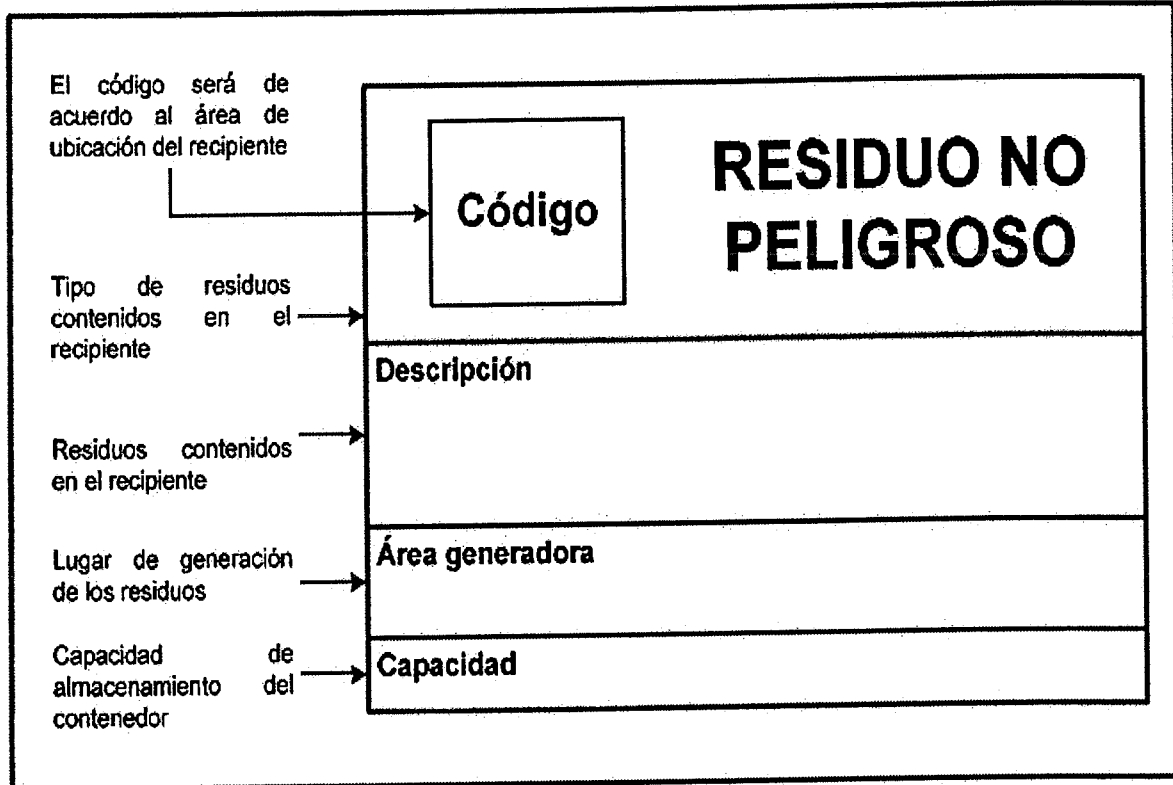 El código será de
acuerdo al área de
ubicación del recipiente
Código
RESIDUO NO
PELIGROSO
Tipo de residuos
contenidos en el
recipiente
Descripción
Residuos contenidos
en el recipiente
Área generadora
Lugar de generación
de los residuos
Capacidad
Capacidad de
almacenamiento del
contenedor